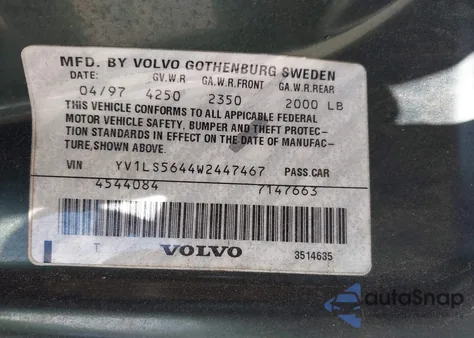 MFD. BY VOLVO GOTHENBURG SWEDEN
DATE: GV.W.R GA.W.R.FRONT GA.W.R.REAR
04/97 4250 2350 2000 LB
THIS VEHICLE CONFORMS TO ALL APPICABLE FEDERAL
MOTOR VEHICLE SAFETY, BUMPER AND THEFT PROTEC-
TION STANDARDS IN EFFECT ON THE DATE OF MANUFAC-
TURE,SHOWN ABOVE.
VIN YV1LS5644W2447467 PASS.CAR
4544084 7147663
T VOLVO 3514635
autoSnap